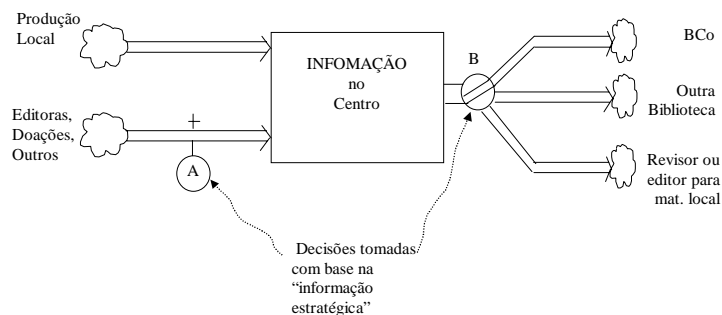 Produção
Local
Editoras,
Doações,
Outros
+
A
INFOMAÇÃO
no
Centro
B
BCo
Outra
Biblioteca
Revisor ou
editor para
mat. local
Decisões tomadas
com base na
“informação
estratégica”